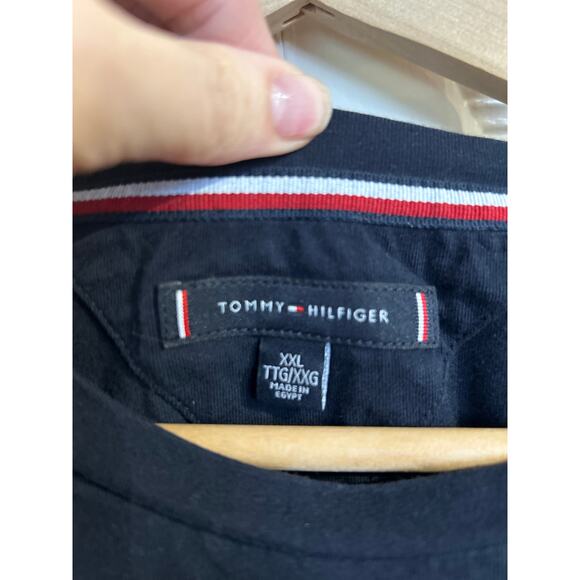 TOMMY HILFIGER
XXL
TTG/XXG
MADE IN
EGYPT